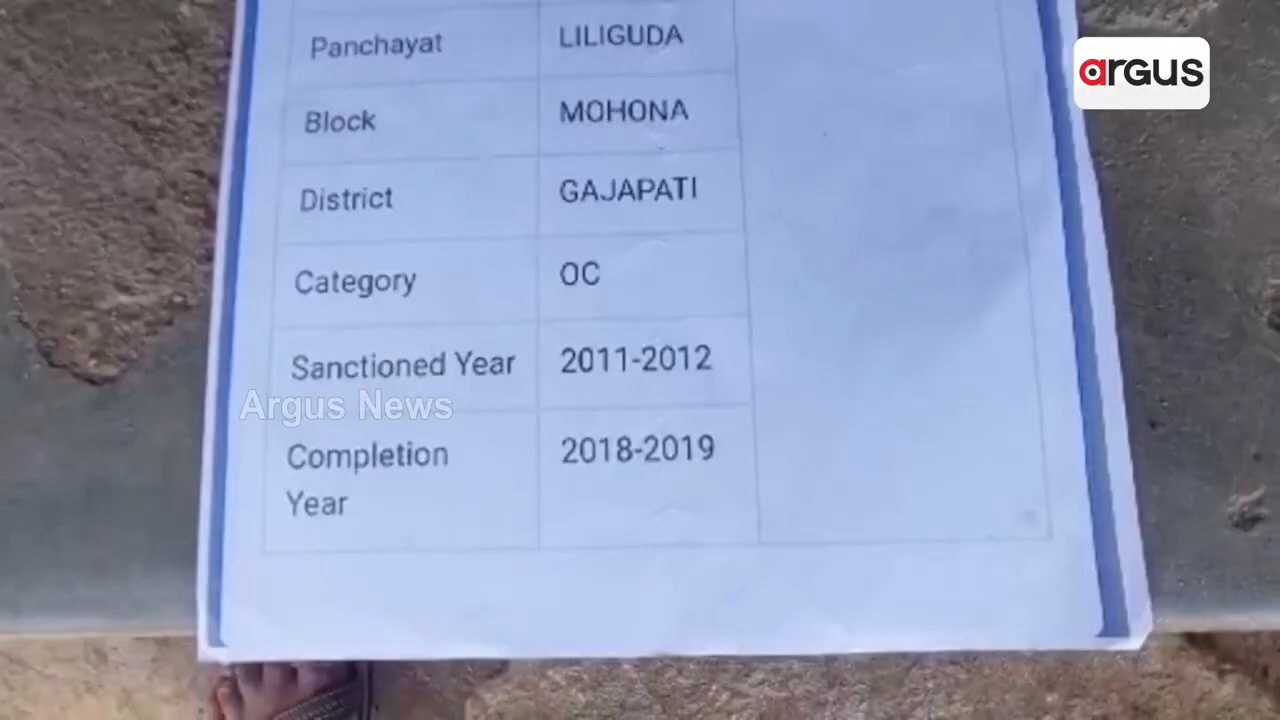 argus
Panchayat LILIGUDA
Block MOHONA
District GAJAPATI
Category OC
Sanctioned Year 2011-2012
Argus News
Completion Year 2018-2019